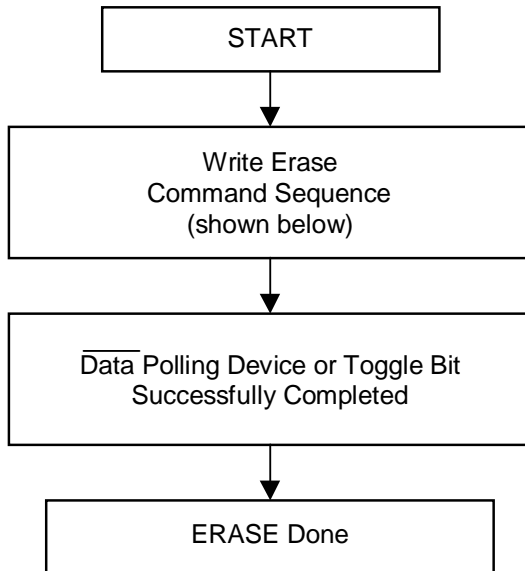 START
Write Erase
Command Sequence
(shown below)
Data Polling Device or Toggle Bit
Successfully Completed
ERASE Done